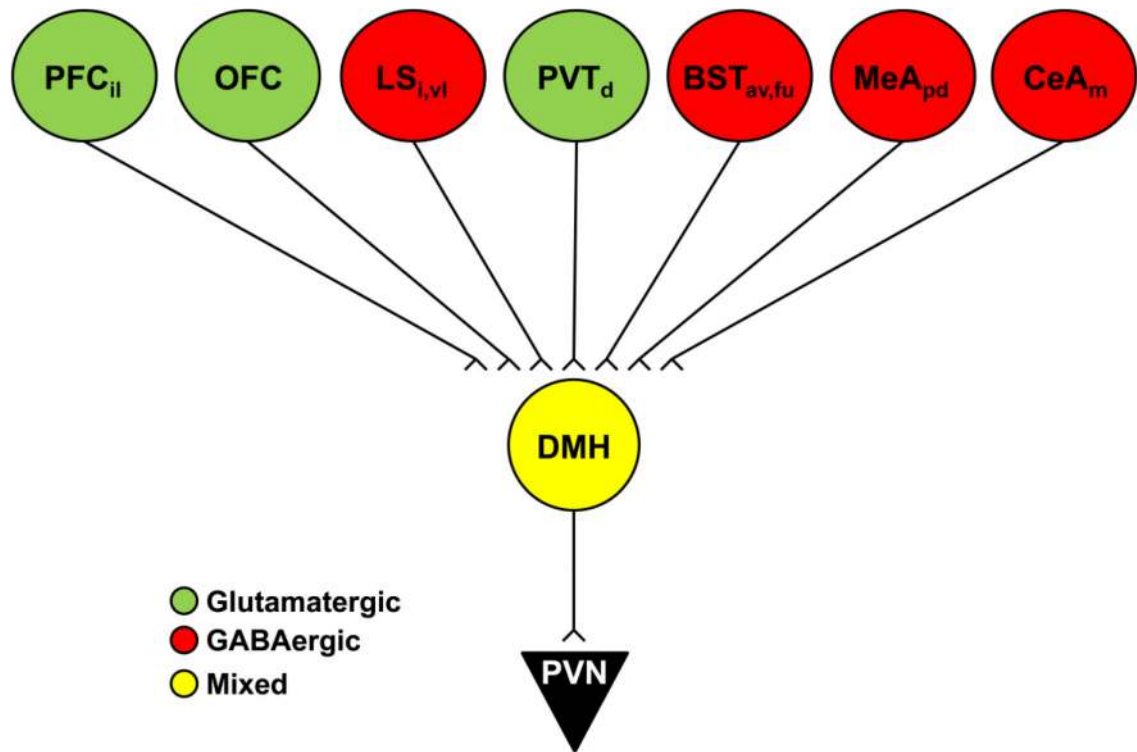 PFCil
OFC
LSi,vl
PVTd
BSTav,fu
MeApd
CeAm
DMH
Glutamatergic
GABAergic
Mixed
PVN